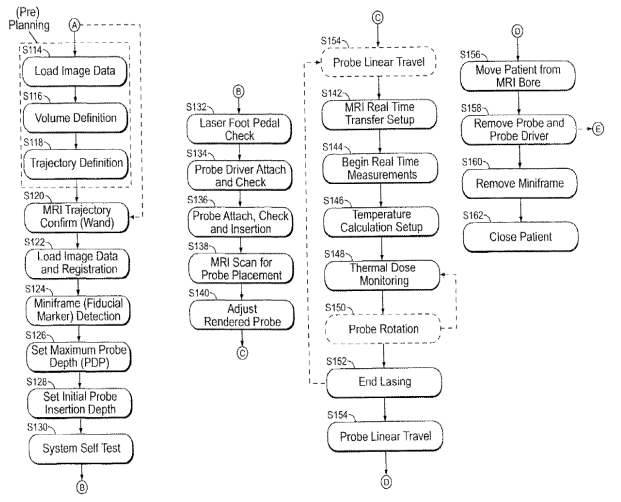 (Pre)
Planning
A
S114
Load Image Data
S116
Volume Definition
S118
Trajectory Definition
S120
MRI Trajectory
Confirm (Wand)
S122
Load Image Data
and Registration
S124
Miniframe (Fiducial
Marker) Detection
S126
Set Maximum Probe
Depth (PDP)
S128
Set Initial Probe
Insertion Depth
S130
System Self Test
B
B
S132
Laser Foot Pedal
Check
S134
Probe Driver Attach
and Check
S136
Probe Attach, Check
and Insertion
S138
MRI Scan for
Probe Placement
S140
Adjust
Rendered Probe
C
C
S154
Probe Linear Travel
S142
MRI Real Time
Transfer Setup
S144
Begin Real Time
Measurements
S146
Temperature
Calculation Setup
S148
Thermal Dose
Monitoring
S150
Probe Rotation
S152
End Lasing
S154
Probe Linear Travel
D
D
S156
Move Patient from
MRI Bore
S158
Remove Probe and
Probe Driver
E
S160
Remove Miniframe
S162
Close Patient